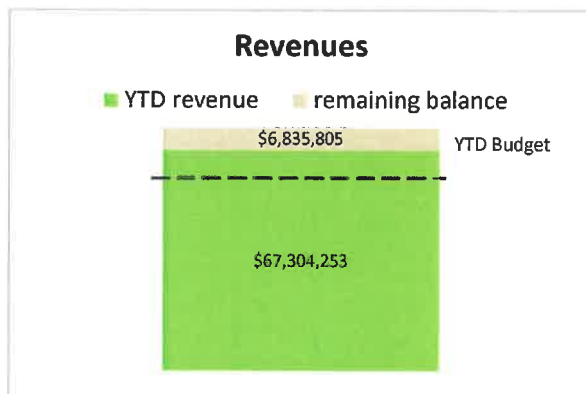 Revenues
YTD revenue remaining balance
$6,835,805
YTD Budget
$67,304,253